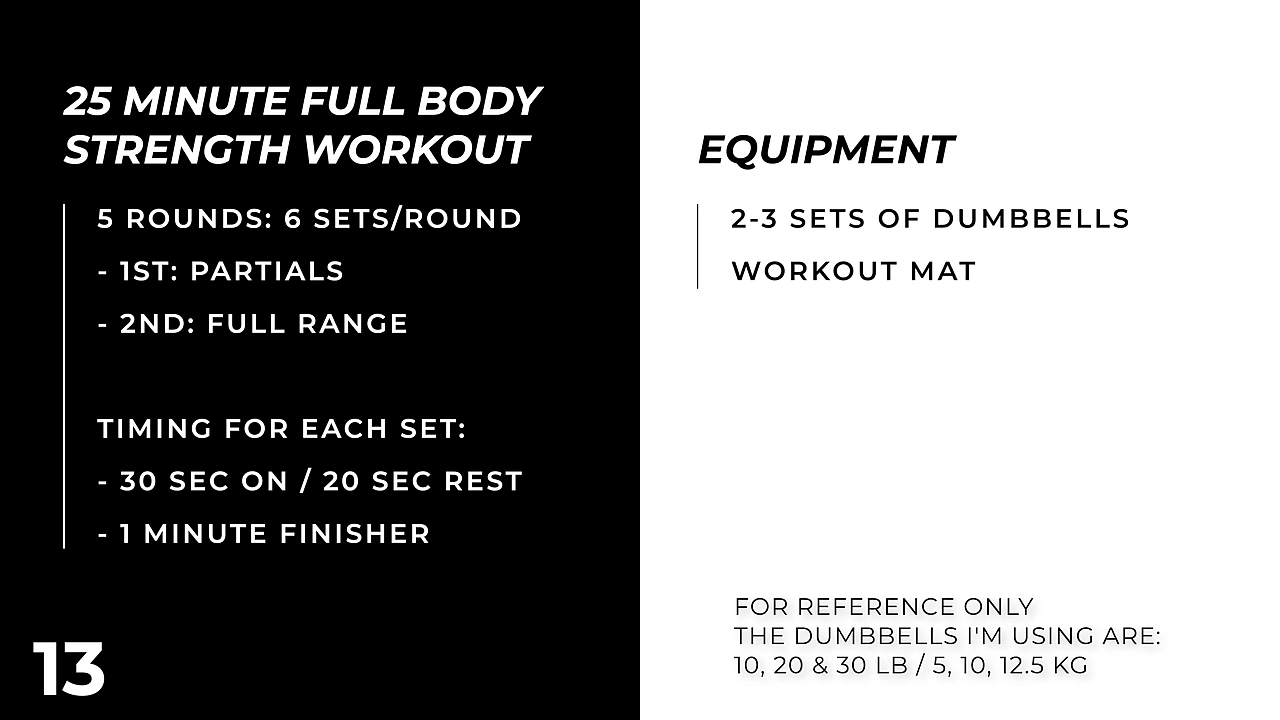 25 MINUTE FULL BODY
STRENGTH WORKOUT
5 ROUNDS: 6 SETS/ROUND
- 1ST: PARTIALS
- 2ND: FULL RANGE
TIMING FOR EACH SET:
- 30 SEC ON / 20 SEC REST
- 1 MINUTE FINISHER
13
EQUIPMENT
2-3 SETS OF DUMBBELLS
WORKOUT MAT
FOR REFERENCE ONLY
THE DUMBBELLS I'M USING ARE:
10, 20 & 30 LB / 5, 10, 12.5 KG